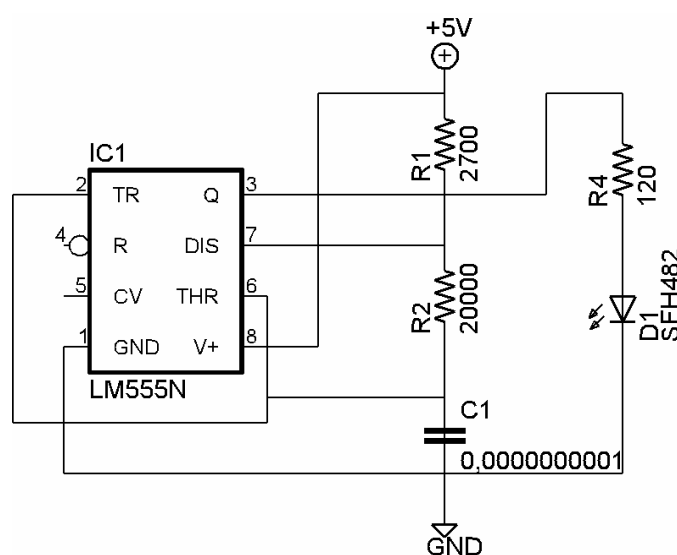 +5V
IC1
R1
2700
2
TR
Q
3
R4
120
4
R
DIS
7
5
CV
THR
6
R2
20000
D1
SFH482
1
GND
V+
8
LM555N
C1
0,0000000001
GND